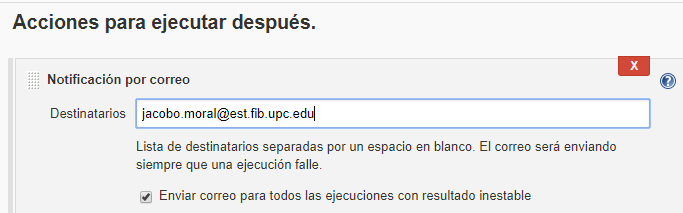 Acciones para ejecutar después.
X
Notificación por correo
?
Destinatarios jacobo.moral@est.fib.upc.edu
Lista de destinatarios separadas por un espacio en blanco. El correo será enviando
siempre que una ejecución falle.
Enviar correo para todos las ejecuciones con resultado inestable